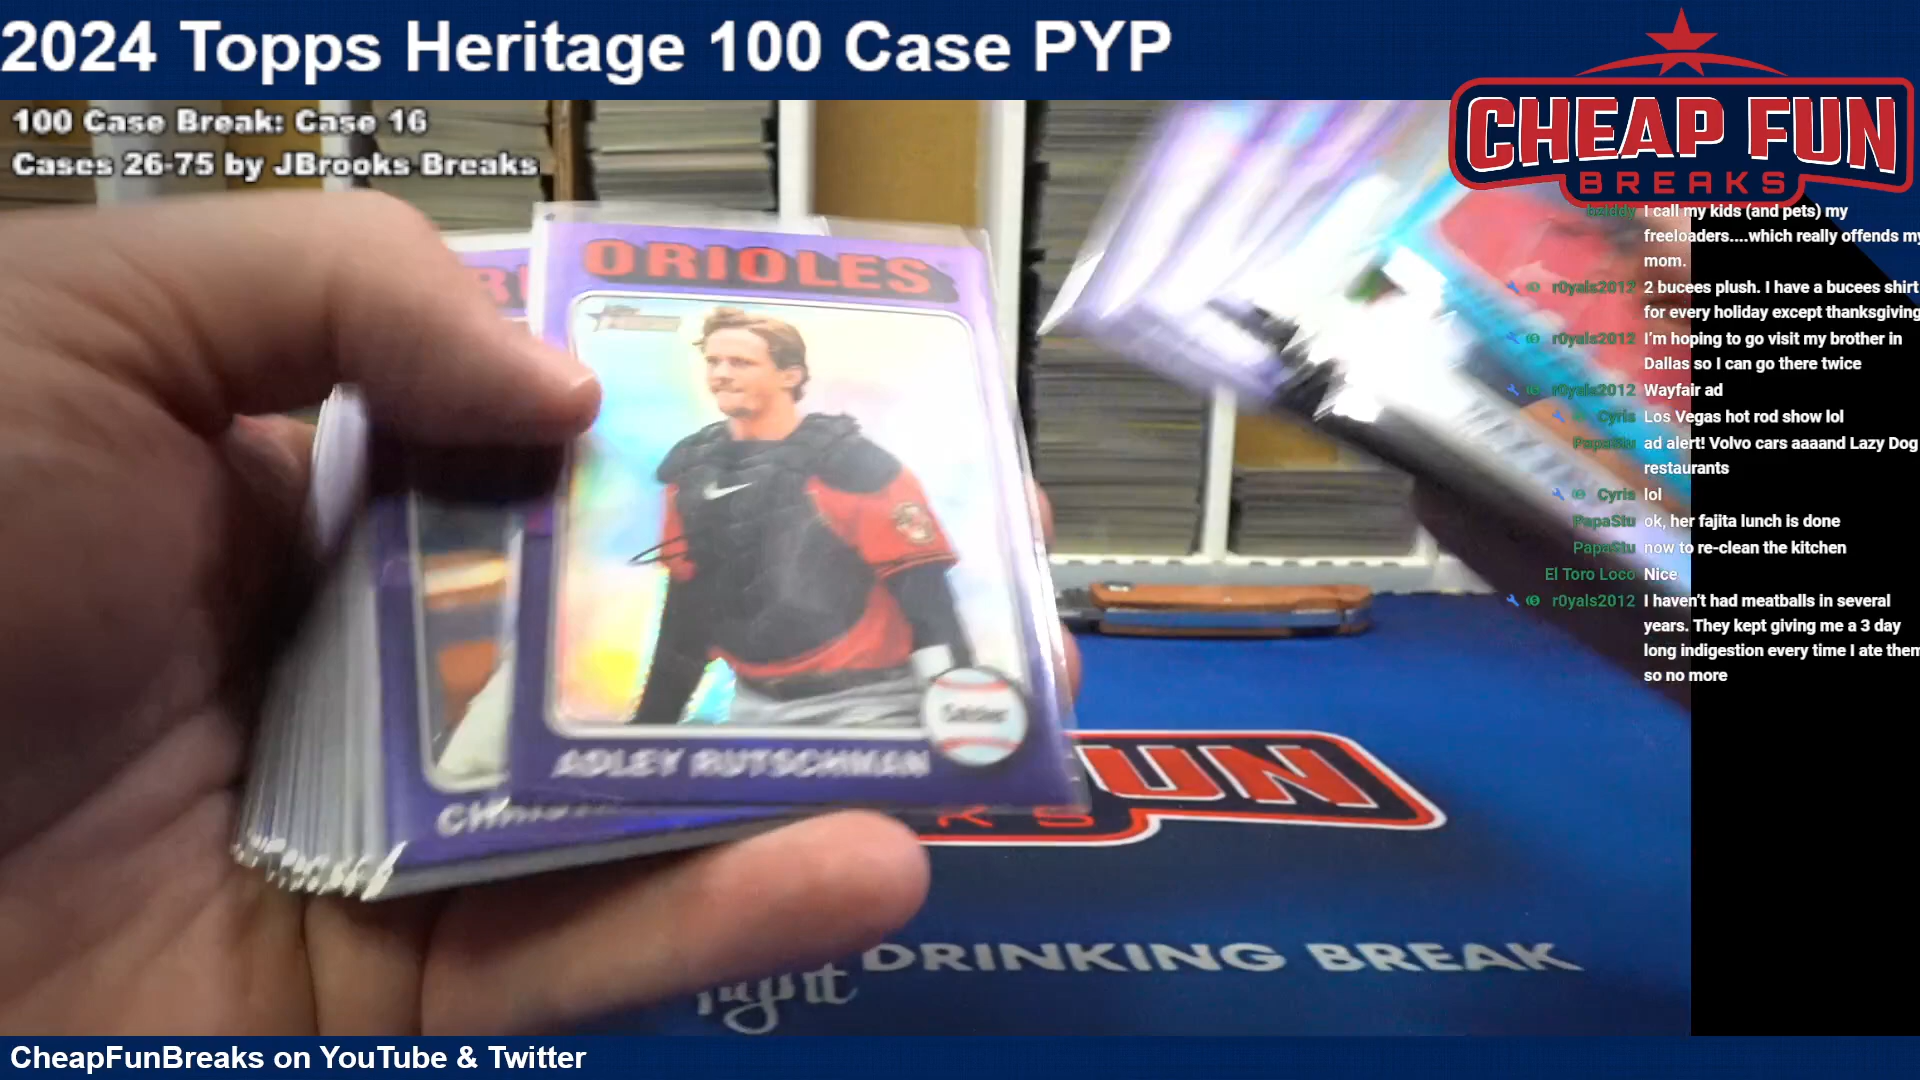 2024 Topps Heritage 100 Case PYP
100 Case Break: Case 16
Cases 26-75 by JBrooks Breaks
CHEAP FUN
BREAKS
bziddy I call my kids (and pets) my
freeloaders....which really offends my
mom.
r0yals2012 2 bucees plush. I have a bucees shirt
for every holiday except thanksgiving
r0yals2012 I'm hoping to go visit my brother in
Dallas so I can go there twice
r0yals2012 Wayfair ad
Cyris Los Vegas hot rod show lol
PapaStu ad alert! Volvo cars aaaand Lazy Dog
restaurants
Cyris lol
PapaStu ok, her fajita lunch is done
PapaStu now to re-clean the kitchen
El Toro Loco Nice
r0yals2012 I haven't had meatballs in several
years. They kept giving me a 3 day
long indigestion every time I ate them
so no more
ORIOLES
ADLEY RUTSCHMAN
UN
KS
DRINKING BREAK
CheapFunBreaks on YouTube & Twitter